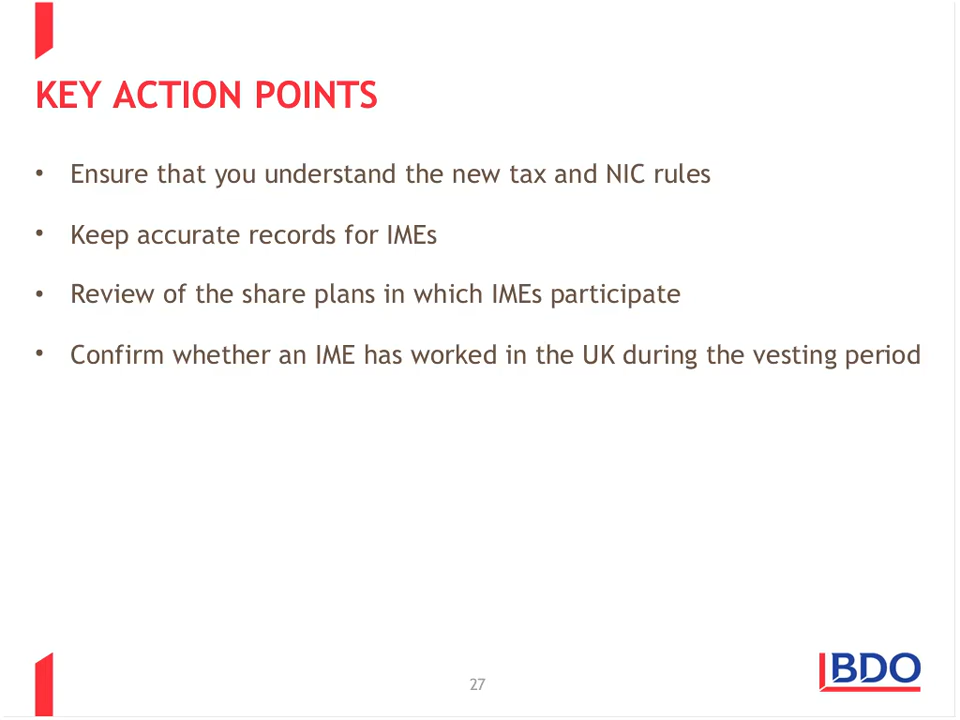 KEY ACTION POINTS
• Ensure that you understand the new tax and NIC rules
• Keep accurate records for IMEs
• Review of the share plans in which IMEs participate
• Confirm whether an IME has worked in the UK during the vesting period
27
BDO